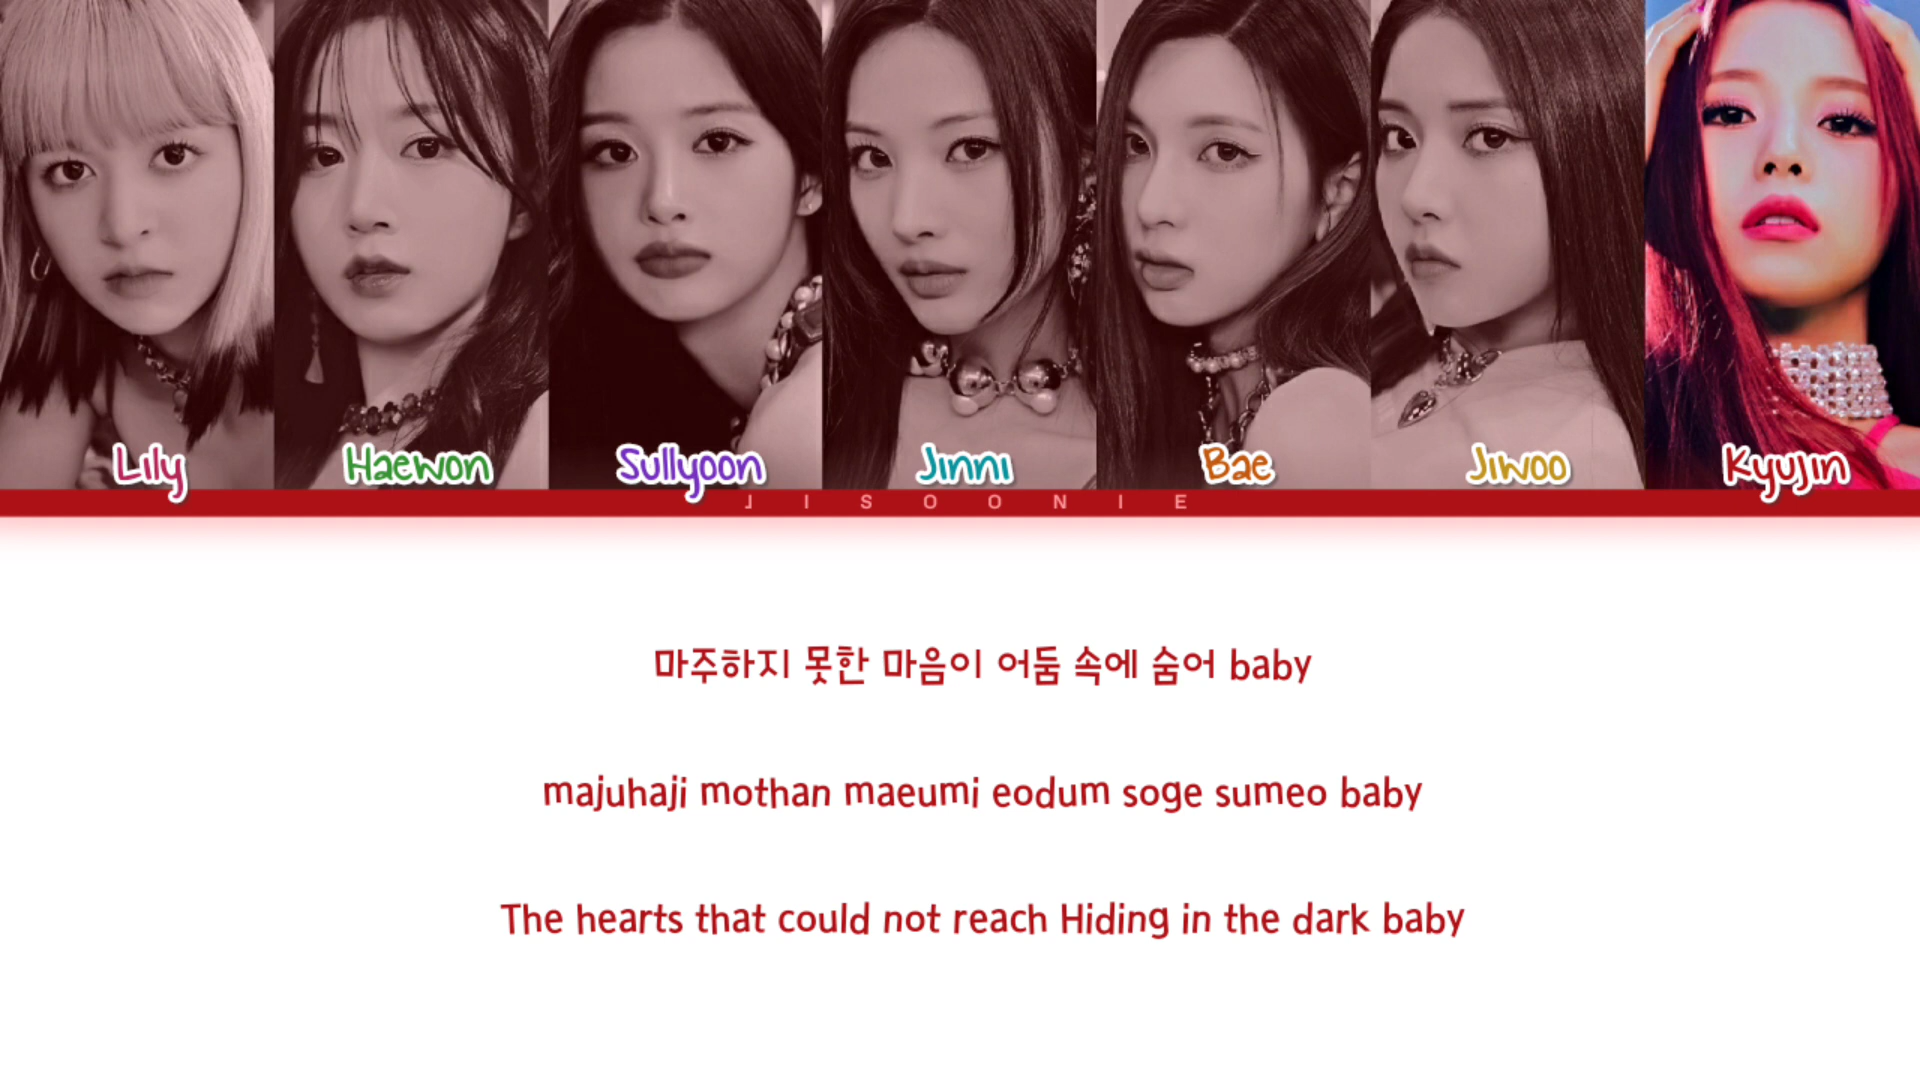 Lily Haewon Sullyoon Jinni Bae Jiwoo Kyujin
JISOONIE
마주하지 못한 마음이 어둠 속에 숨어 baby
majuhaji mothan maeumi eodum soge sumeo baby
The hearts that could not reach Hiding in the dark baby